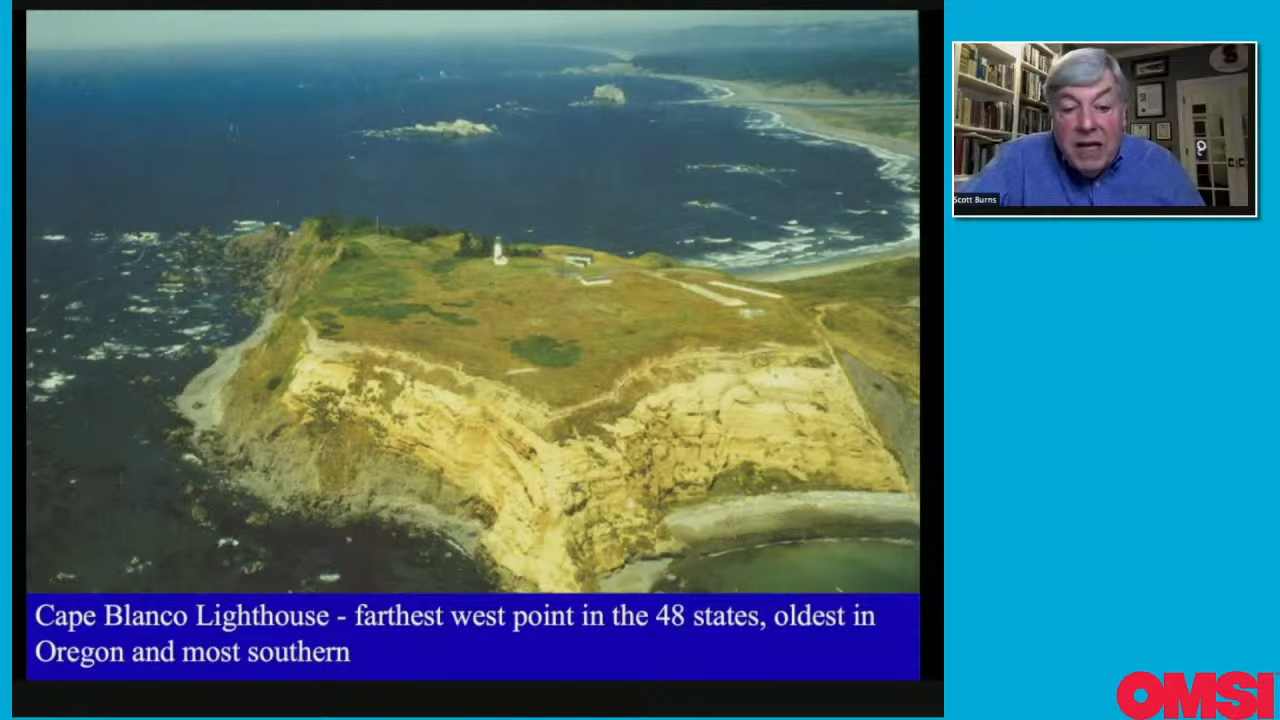 Cape Blanco Lighthouse - farthest west point in the 48 states, oldest in
Oregon and most southern
Scott Burns
OMSI